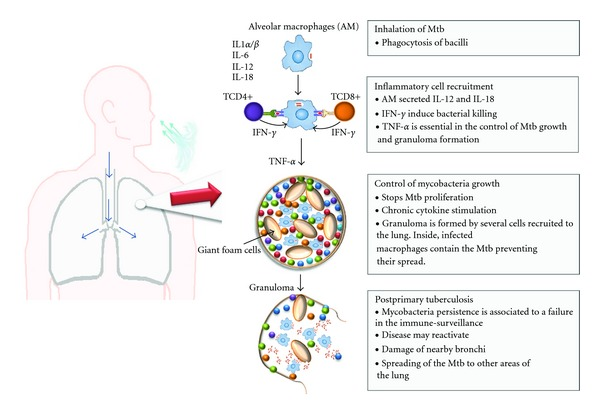 Alveolar macrophages (AM)
IL1α/β
IL-6
IL-12
IL-18
TCD4+
TCD8+
IFN-γ
IFN-γ
TNF-α
Giant foam cells
Granuloma
Inhalation of Mtb
• Phagocytosis of bacilli
Inflammatory cell recruitment
• AM secreted IL-12 and IL-18
• IFN-γ induce bacterial killing
• TNF-α is essential in the control of Mtb growth
and granuloma formation
Control of mycobacteria growth
• Stops Mtb proliferation
• Chronic cytokine stimulation
• Granuloma is formed by several cells recruited to
the lung. Inside, infected
macrophages contain the Mtb preventing
their spread.
Postprimary tuberculosis
• Mycobacteria persistence is associated to a failure
in the immune-surveillance
• Disease may reactivate
• Damage of nearby bronchi
• Spreading of the Mtb to other areas of
the lung